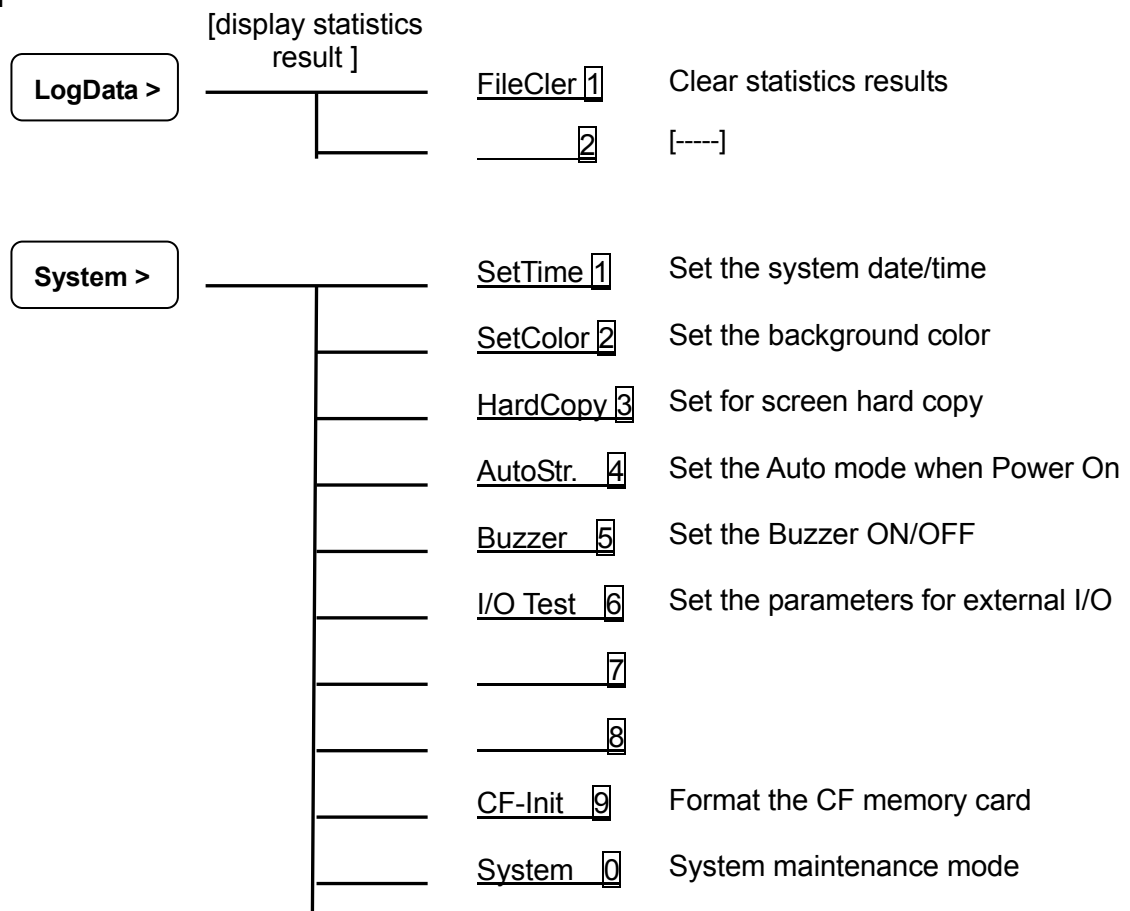 [display statistics
result ]
LogData > FileCler 1 Clear statistics results
2 [-----]
System > SetTime 1 Set the system date/time
SetColor 2 Set the background color
HardCopy 3 Set for screen hard copy
AutoStr. 4 Set the Auto mode when Power On
Buzzer 5 Set the Buzzer ON/OFF
I/O Test 6 Set the parameters for external I/O
7
8
CF-Init 9 Format the CF memory card
System 0 System maintenance mode